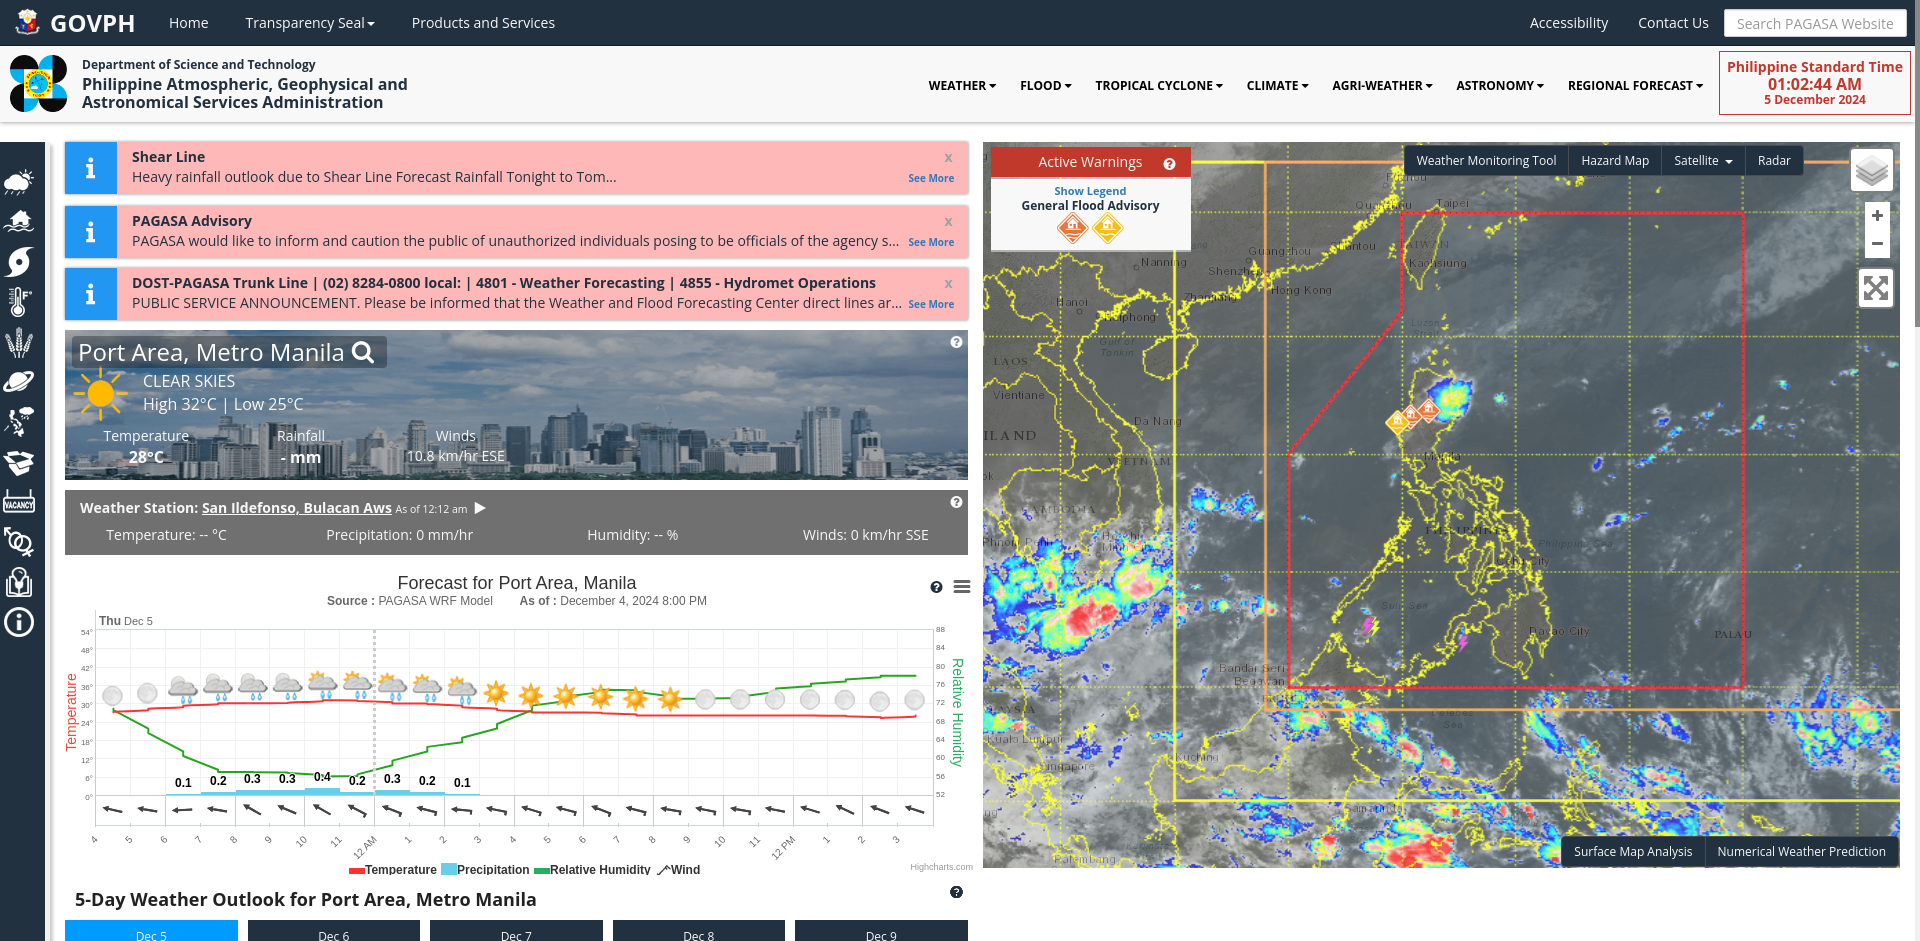 GOVPH
Home
Transparency Seal
Products and Services
Accessibility
Contact Us
Search PAGASA Website
Department of Science and Technology
Philippine Atmospheric, Geophysical and
Astronomical Services Administration
WEATHER
FLOOD
TROPICAL CYCLONE
CLIMATE
AGRI-WEATHER
ASTRONOMY
REGIONAL FORECAST
Philippine Standard Time
01:02:44 AM
5 December 2024
Shear Line
x
Heavy rainfall outlook due to Shear Line Forecast Rainfall Tonight to Tom...
See More
PAGASA Advisory
x
PAGASA would like to inform and caution the public of unauthorized individuals posing to be officials of the agency s...
See More
DOST-PAGASA Trunk Line | (02) 8284-0800 local: | 4801 - Weather Forecasting | 4855 - Hydromet Operations
x
PUBLIC SERVICE ANNOUNCEMENT. Please be informed that the Weather and Flood Forecasting Center direct lines ar...
See More
VACANCY
Port Area, Metro Manila
CLEAR SKIES
High 32°C | Low 25°C
Temperature
Rainfall
Winds
28°C
- mm
10.8 km/hr ESE
Weather Station: San Ildefonso, Bulacan Aws As of 12:12 am
Temperature: -- °C
Precipitation: 0 mm/hr
Humidity: -- %
Winds: 0 km/hr SSE
Forecast for Port Area, Manila
Source : PAGASA WRF Model
As of : December 4, 2024 8:00 PM
Thu Dec 5
Temperature
54°
48°
42°
36°
30°
24°
18°
12°
6°
0°
0.1
0.2
0.3
0.3
0.4
0.2
0.3
0.2
0.1
88
84
80
76
72
68
64
60
56
52
Relative Humidity
4
5
6
7
8
9
10
11
12 AM
1
2
3
4
5
6
7
8
9
10
11
12 PM
1
2
3
Temperature
Precipitation
Relative Humidity
Wind
Highcharts.com
5-Day Weather Outlook for Port Area, Metro Manila
Dec 5
Dec 6
Dec 7
Dec 8
Dec 9
Active Warnings
Show Legend
General Flood Advisory
Weather Monitoring Tool
Hazard Map
Satellite
Radar
+
−
Taipei
Guangzhou
Nanning
Shenzhen
Kaohsiung
Hong Kong
Hanoi
Gulf of
Tonkin
LAOS
Vientiane
Da Nang
VIETNAM
Manila
Philippine Sea
Sulu Sea
Davao City
PALAU
Bandar Seri
Begawan
Kuala Lumpur
Singapore
Kuching
Samarinda
Palembang
Surface Map Analysis
Numerical Weather Prediction